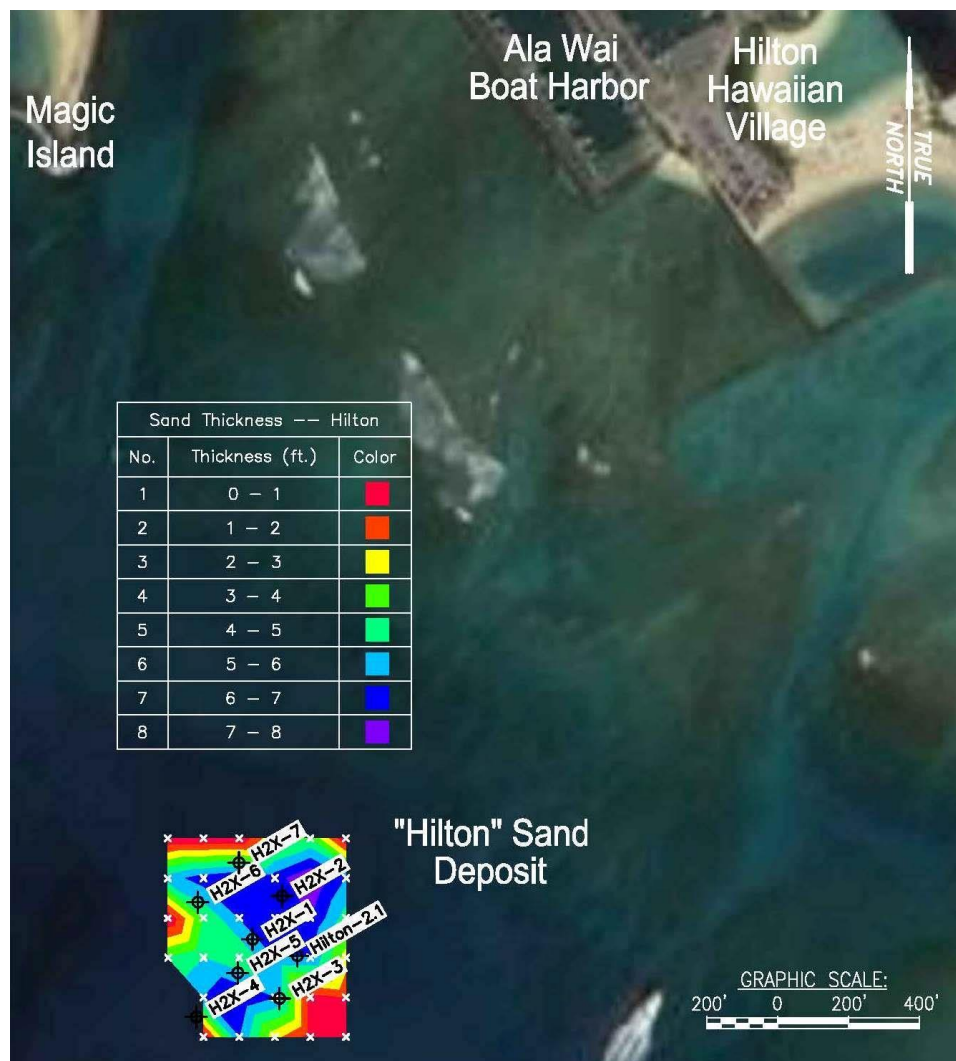 Magic
Island
Ala Wai
Boat Harbor
Hilton
Hawaiian
Village
TRUE
NORTH
Sand Thickness –– Hilton
No. Thickness (ft.) Color
1 0 – 1
2 1 – 2
3 2 – 3
4 3 – 4
5 4 – 5
6 5 – 6
7 6 – 7
8 7 – 8
"Hilton" Sand
Deposit
H2X-7
H2X-6
H2X-2
H2X-1
Hilton-2.1
H2X-5
H2X-3
H2X-4
GRAPHIC SCALE:
200' 0 200' 400'